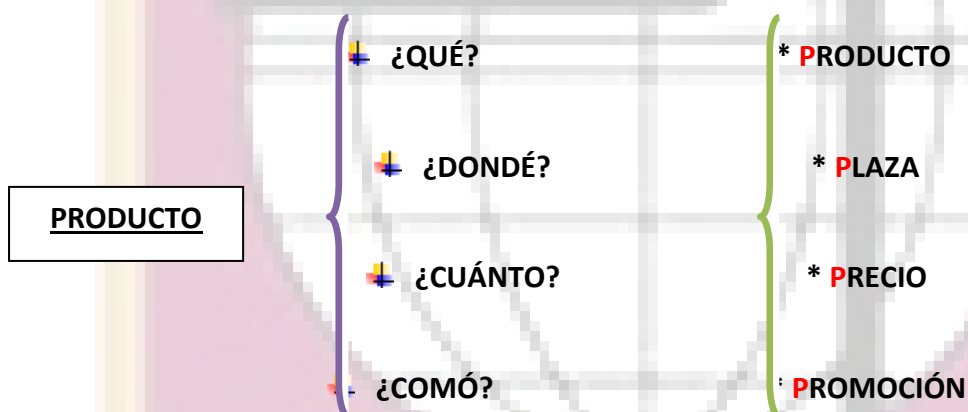 ¿QUÉ? * PRODUCTO
¿DONDÉ? * PLAZA
PRODUCTO
¿CUÁNTO? * PRECIO
¿COMÓ? * PROMOCIÓN